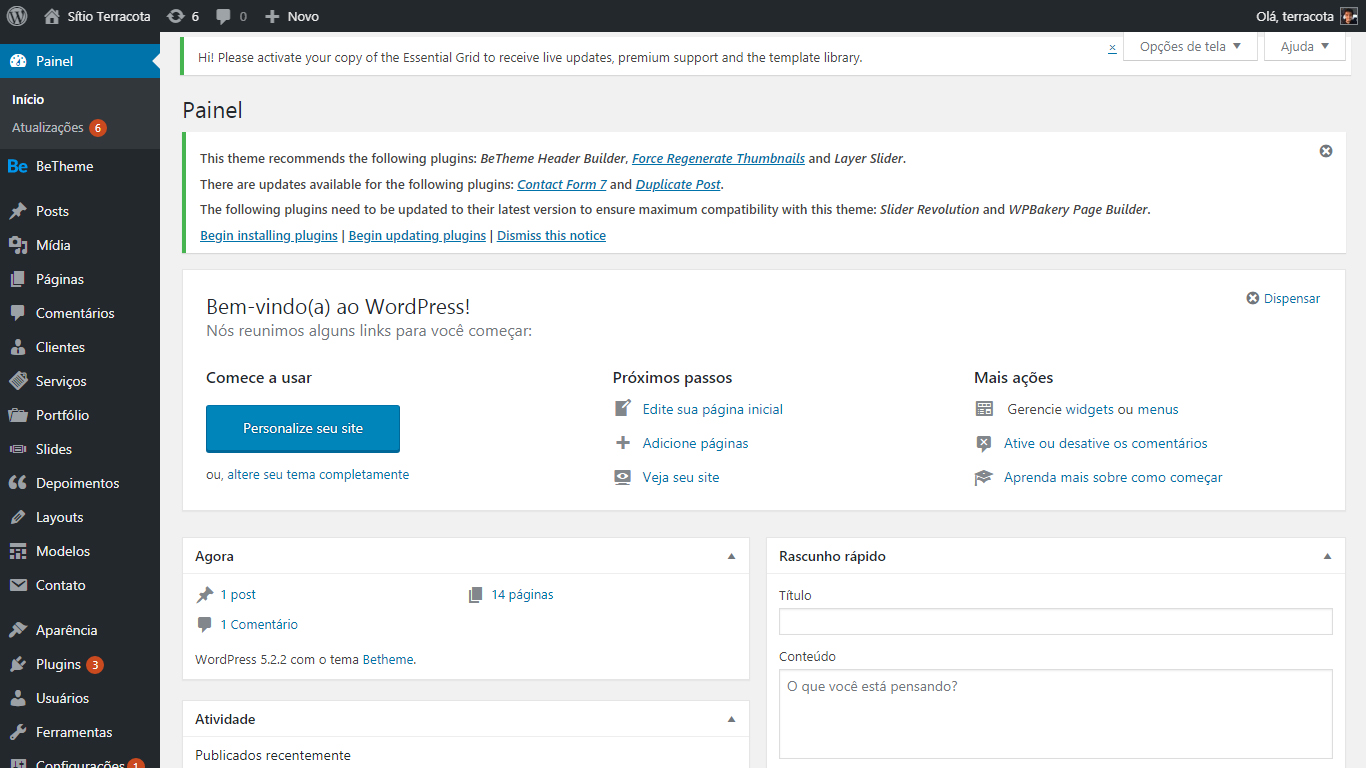 Sítio Terracota 6 0 Novo Olá, terracota
Painel
Início
Atualizações 6
Be BeTheme
Posts
Mídia
Páginas
Comentários
Clientes
Serviços
Portfólio
Slides
Depoimentos
Layouts
Modelos
Contato
Aparência
Plugins 3
Usuários
Ferramentas
Configurações 1
Hi! Please activate your copy of the Essential Grid to receive live updates, premium support and the template library.
x
Opções de tela
Ajuda
Painel
This theme recommends the following plugins: BeTheme Header Builder, Force Regenerate Thumbnails and Layer Slider.
There are updates available for the following plugins: Contact Form 7 and Duplicate Post.
The following plugins need to be updated to their latest version to ensure maximum compatibility with this theme: Slider Revolution and WPBakery Page Builder.
Begin installing plugins | Begin updating plugins | Dismiss this notice
Bem-vindo(a) ao WordPress!
Dispensar
Nós reunimos alguns links para você começar:
Comece a usar
Personalize seu site
ou, altere seu tema completamente
Próximos passos
Edite sua página inicial
Adicione páginas
Veja seu site
Mais ações
Gerencie widgets ou menus
Ative ou desative os comentários
Aprenda mais sobre como começar
Agora
1 post
14 páginas
1 Comentário
WordPress 5.2.2 com o tema Betheme.
Atividade
Publicados recentemente
Rascunho rápido
Título
Conteúdo
O que você está pensando?